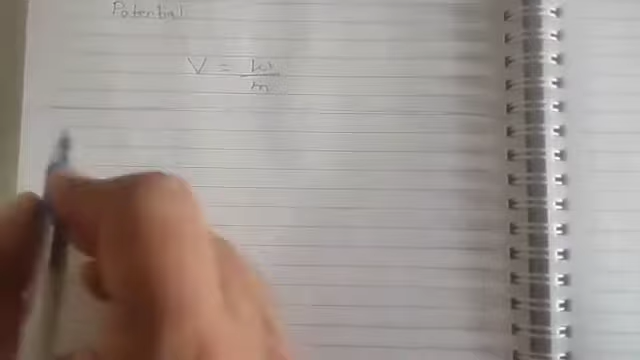 Potential
V = W
m